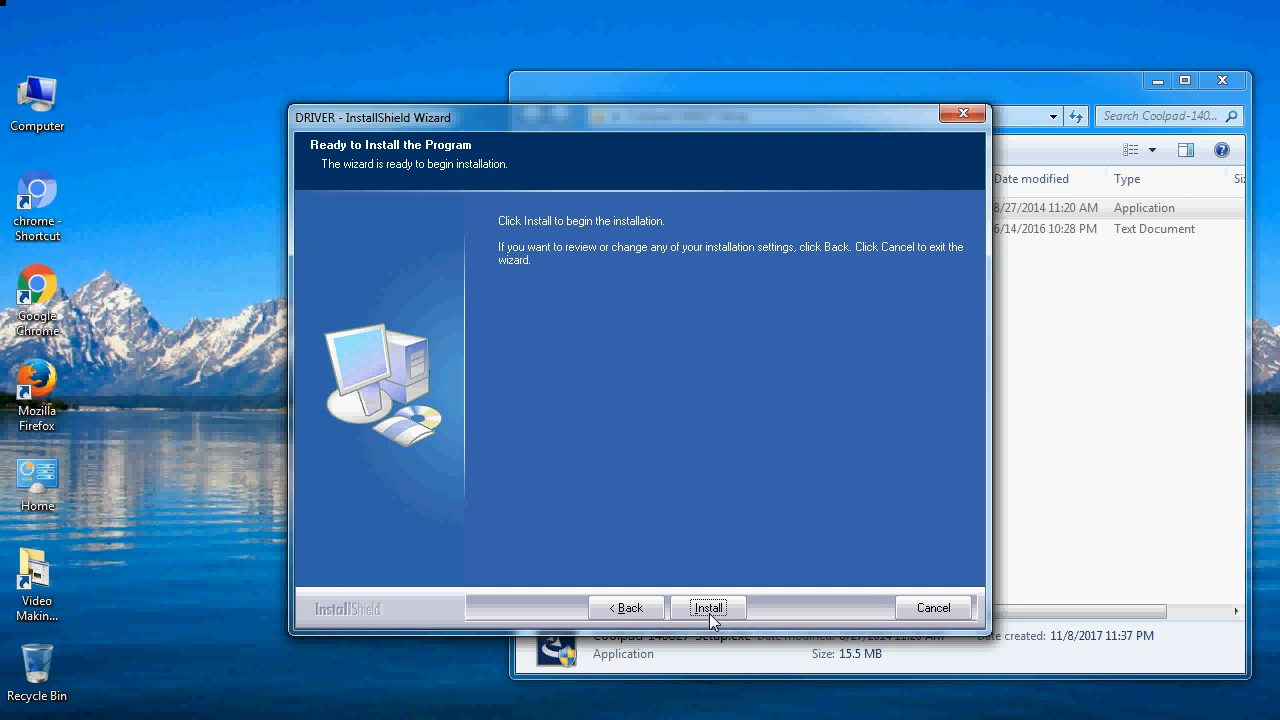 Computer
chrome -
Shortcut
Google
Chrome
Mozilla
Firefox
Home
Video
Makin...
Recycle Bin
DRIVER - InstallShield Wizard
Ready to Install the Program
The wizard is ready to begin installation.
Click Install to begin the installation.
If you want to review or change any of your installation settings, click Back. Click Cancel to exit the
wizard.
InstallShield
< Back
Install
Cancel
Search Coolpad-140...
Date modified
Type
Siz
8/27/2014 11:20 AM
Application
6/14/2016 10:28 PM
Text Document
Date created: 11/8/2017 11:37 PM
Application
Size: 15.5 MB